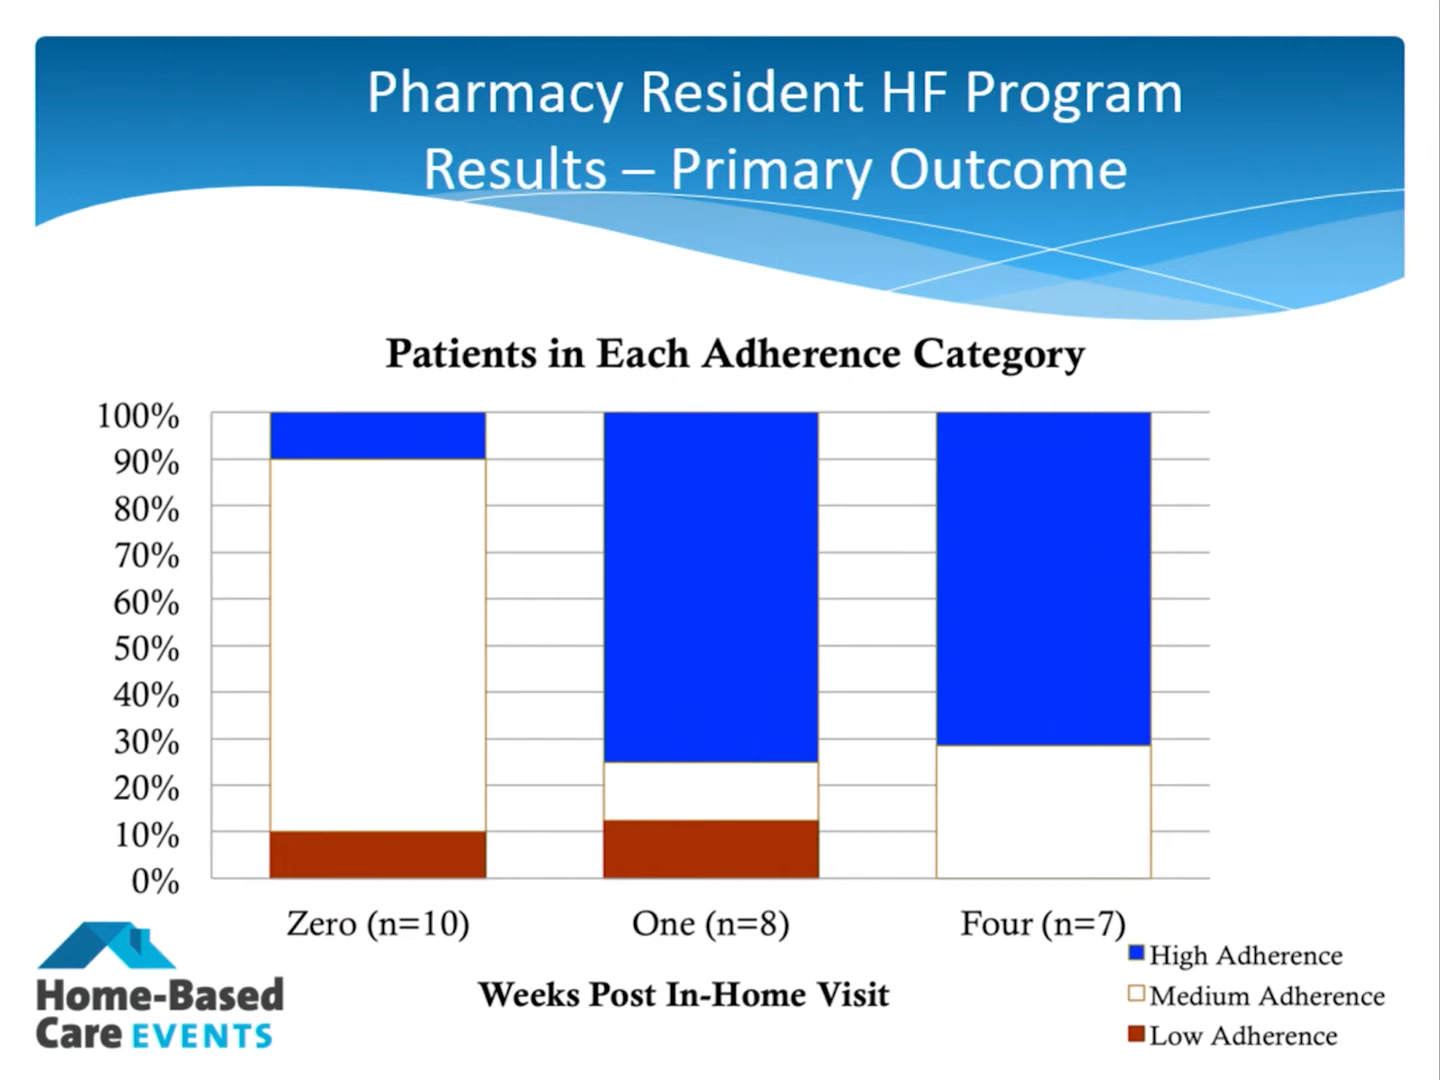 Pharmacy Resident HF Program
Results – Primary Outcome
Patients in Each Adherence Category
100%
90%
80%
70%
60%
50%
40%
30%
20%
10%
0%
Zero (n=10)
One (n=8)
Four (n=7)
Weeks Post In-Home Visit
High Adherence
Medium Adherence
Low Adherence
Home-Based
Care EVENTS